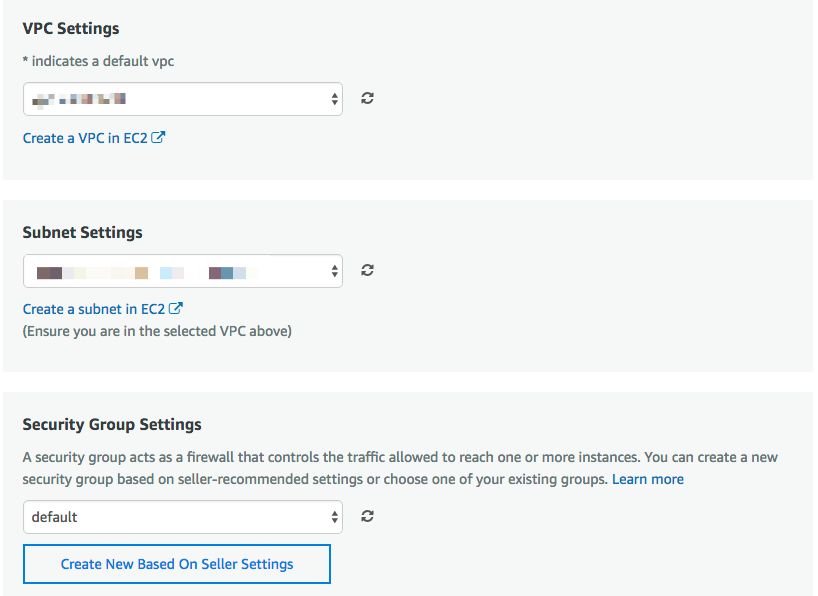 VPC Settings
* indicates a default vpc
Create a VPC in EC2
Subnet Settings
Create a subnet in EC2
(Ensure you are in the selected VPC above)
Security Group Settings
A security group acts as a firewall that controls the traffic allowed to reach one or more instances. You can create a new
security group based on seller-recommended settings or choose one of your existing groups. Learn more
default
Create New Based On Seller Settings